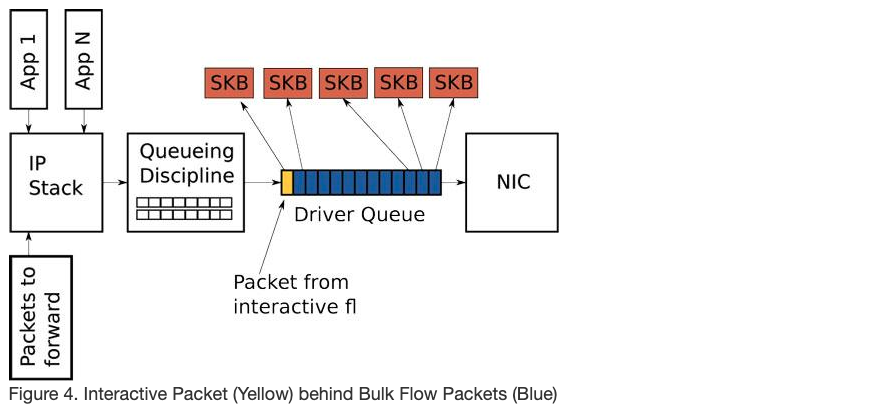 App 1
App N
SKB
SKB
SKB
SKB
SKB
IP
Stack
Queueing
Discipline
Driver Queue
NIC
Packet from
interactive fl
Packets to
forward
Figure 4. Interactive Packet (Yellow) behind Bulk Flow Packets (Blue)